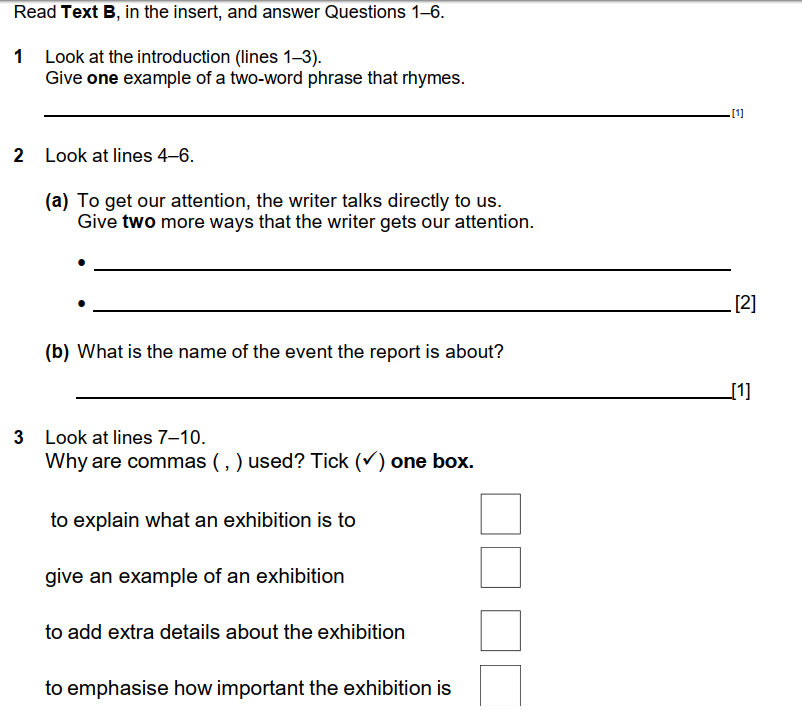 Read Text B, in the insert, and answer Questions 1–6.
1 Look at the introduction (lines 1–3).
Give one example of a two-word phrase that rhymes.
[1]
2 Look at lines 4–6.
(a) To get our attention, the writer talks directly to us.
Give two more ways that the writer gets our attention.
•
• [2]
(b) What is the name of the event the report is about?
[1]
3 Look at lines 7–10.
Why are commas ( , ) used? Tick (✓) one box.
to explain what an exhibition is to
give an example of an exhibition
to add extra details about the exhibition
to emphasise how important the exhibition is